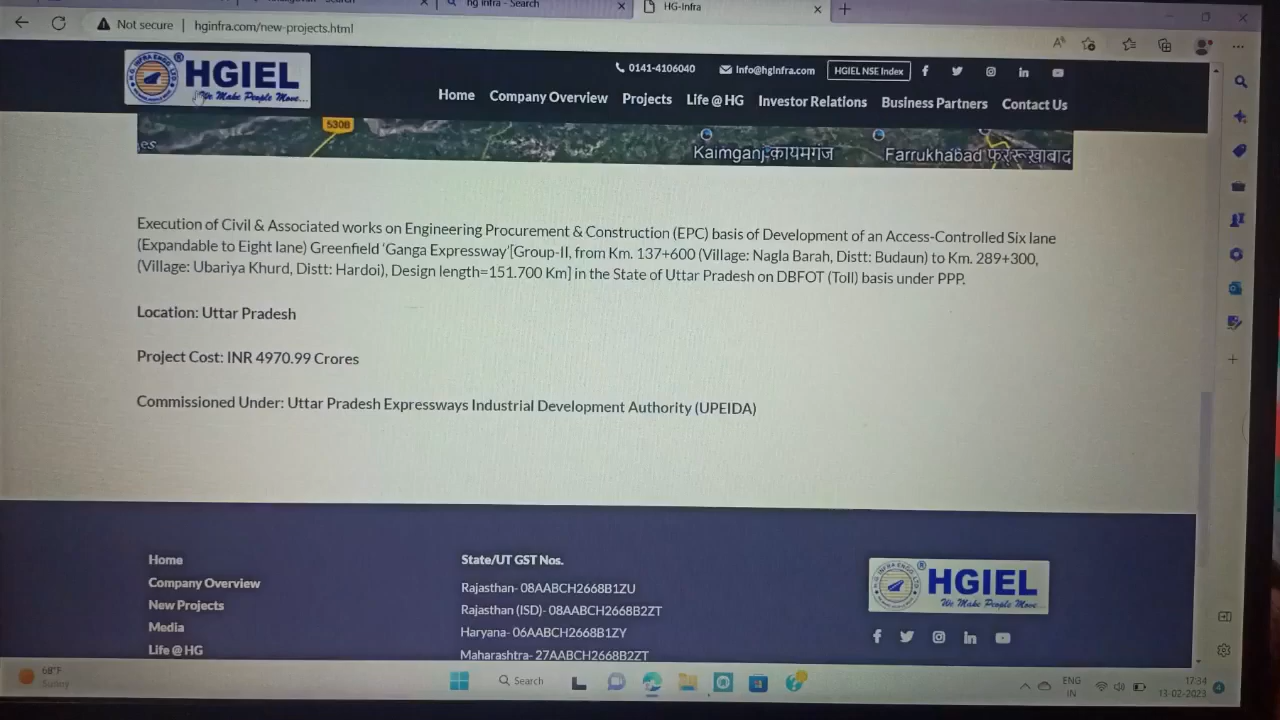 hg infra - Search
HG-Infra
Not secure | hginfra.com/new-projects.html
HGIEL
We Make People Move...
0141-4106040
Info@hginfra.com
HGIEL NSE Index
Home
Company Overview
Projects
Life @ HG
Investor Relations
Business Partners
Contact Us
es
530B
Kaimganj कायमगंज
Farrukhabad फ़र्रूख़ाबाद
Execution of Civil & Associated works on Engineering Procurement & Construction (EPC) basis of Development of an Access-Controlled Six lane
(Expandable to Eight lane) Greenfield ‘Ganga Expressway’[Group-II, from Km. 137+600 (Village: Nagla Barah, Distt: Budaun) to Km. 289+300,
(Village: Ubariya Khurd, Distt: Hardoi), Design length=151.700 Km] in the State of Uttar Pradesh on DBFOT (Toll) basis under PPP.
Location: Uttar Pradesh
Project Cost: INR 4970.99 Crores
Commissioned Under: Uttar Pradesh Expressways Industrial Development Authority (UPEIDA)
Home
Company Overview
New Projects
Media
Life @ HG
State/UT GST Nos.
Rajasthan- 08AABCH2668B1ZU
Rajasthan (ISD)- 08AABCH2668B2ZT
Haryana- 06AABCH2668B1ZY
Maharashtra- 27AABCH2668B2ZT
H.G. INFRA ENGG. LTD
HGIEL
We Make People Move...
68°F
Sunny
Search
ENG
IN
17:34
13-02-2023
4